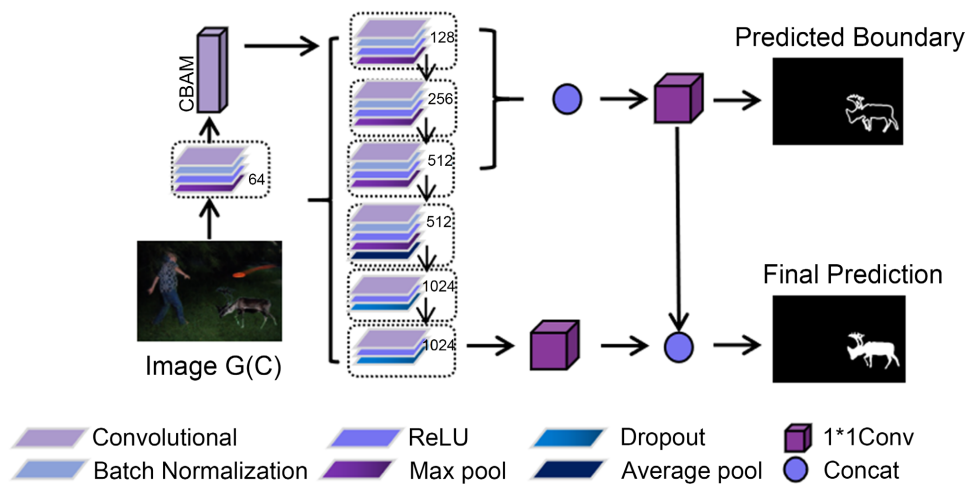 128
Predicted Boundary
CBAM
256
64
512
512
Final Prediction
1024
1024
Image G(C)
Convolutional
ReLU
Dropout
1*1Conv
Batch Normalization
Max pool
Average pool
Concat